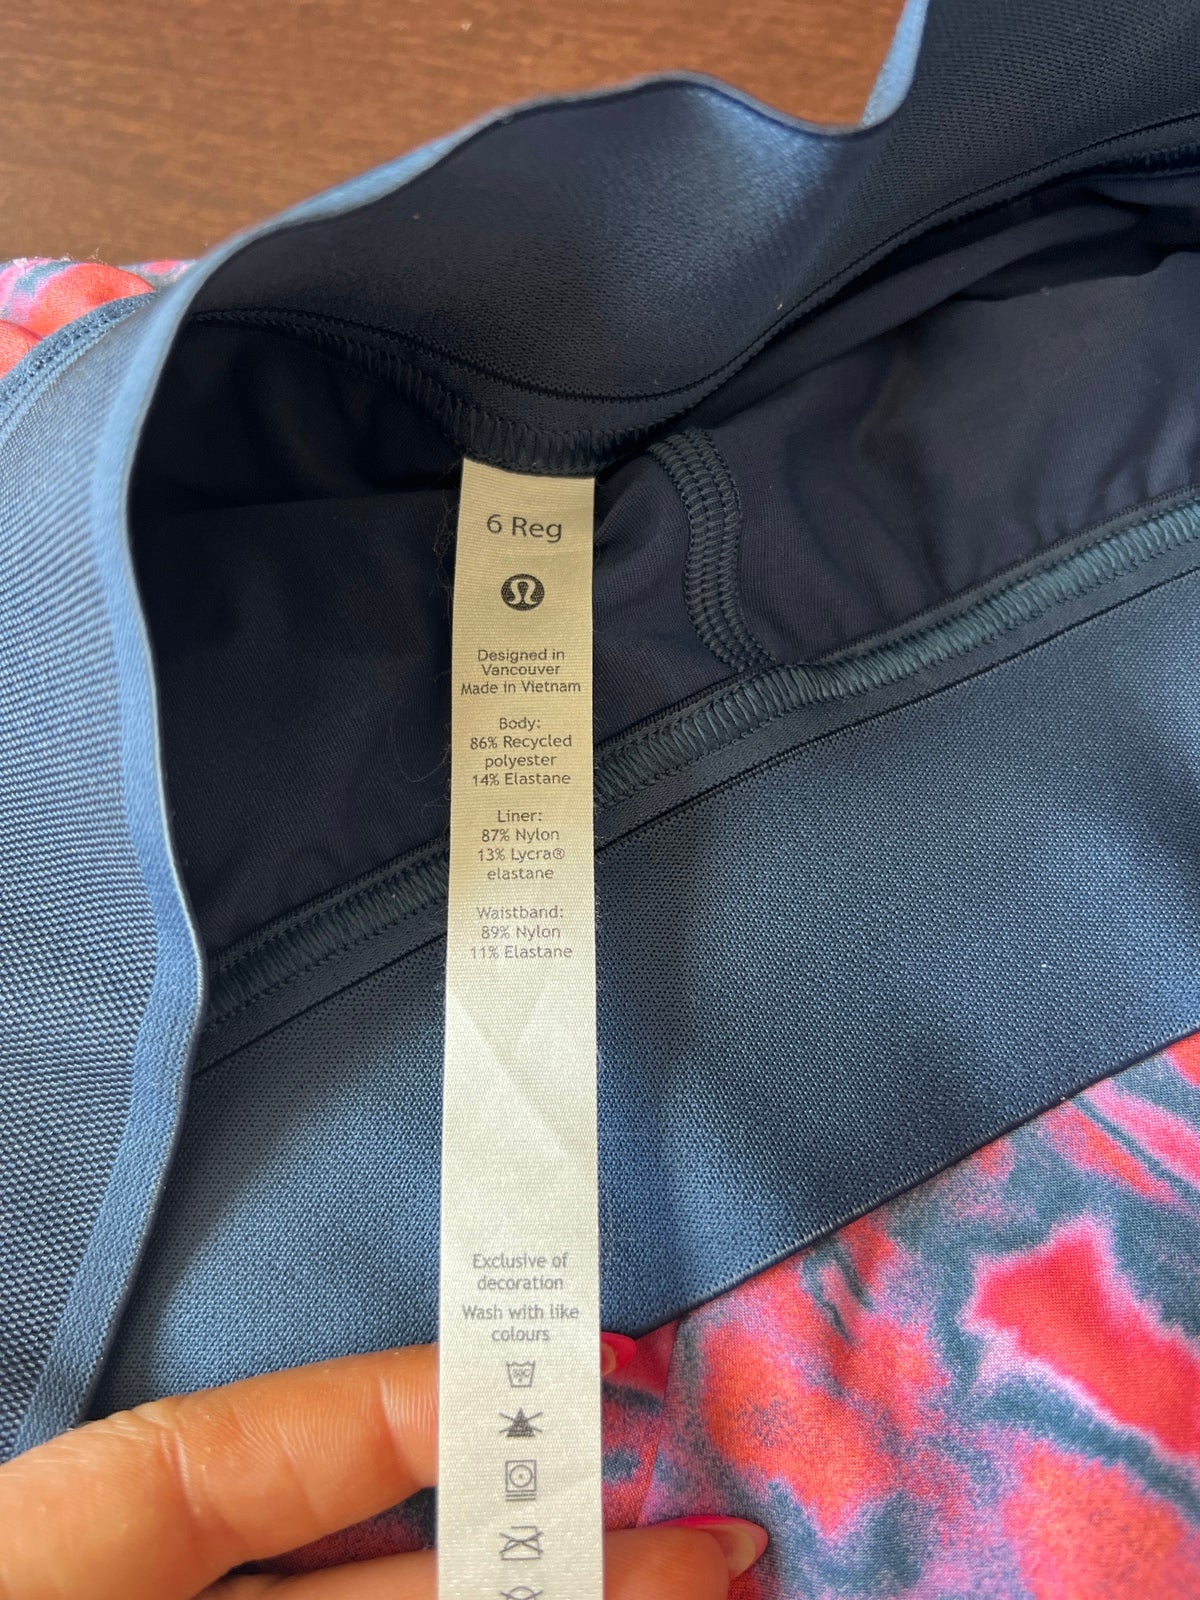 6 Reg
Designed in
Vancouver
Made in Vietnam
Body:
86% Recycled
polyester
14% Elastane
Liner:
87% Nylon
13% Lycra®
elastane
Waistband:
89% Nylon
11% Elastane
Exclusive of
decoration
Wash with like
colours